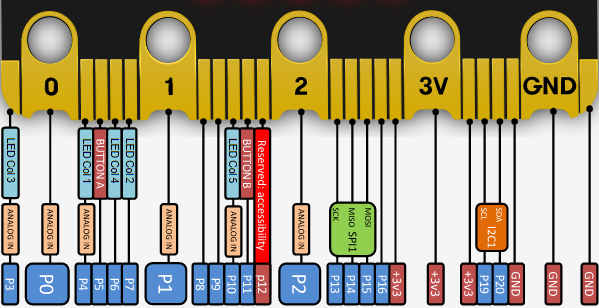 0 1 2 3V GND
LED Col 3
LED Col 1
BUTTON A
LED Col 4
LED Col 2
LED Col 5
BUTTON B
Reserved: accessibility
ANALOG IN
ANALOG IN
ANALOG IN
ANALOG IN
ANALOG IN
ANALOG IN
SCK
MISO
MOSI
SPI1
SCL
SDA
I2C1
P3 P0 P4 P5 P6 P7 P1 P8 P9 P10 P11 p12 P2 P13 P14 P15 P16 +3v3 +3v3 +3v3 P19 P20 GND GND GND